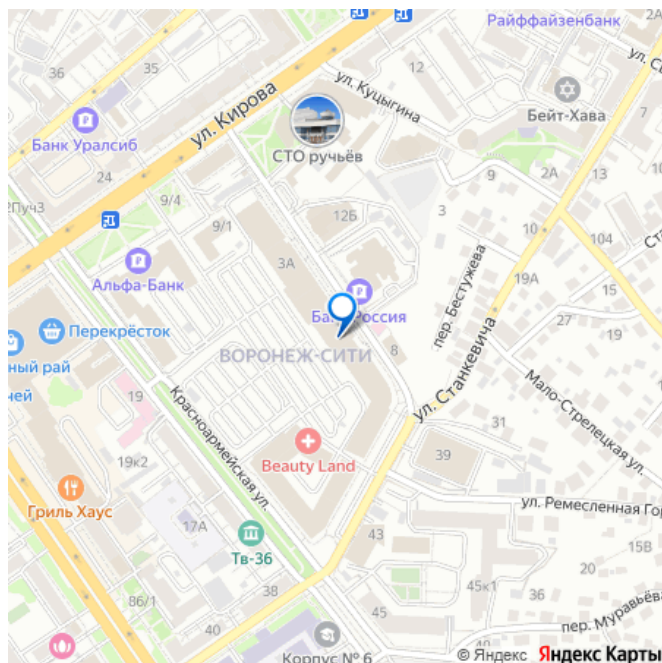 Райффайзенбанк
2А
36
35
12
ул. Куцыгина
ул. Кирова
Бейт-Хава
Банк Уралсиб
СТО ручьёв
24
9
2А
13
15
9/4
3
12Б
9/1
10
104
3А
19А
Альфа-Банк
пер. Бестужева
Перекрёсток
Банк Россия
15
27
19
ул. Станкевича
8
ВОРОНЕЖ-СИТИ
Мало-Стрелецкая ул.
19
Красноармейская ул.
31
19к2
Beauty Land
39
Гриль Хаус
17А
ул. Ремесленная Гор
43
Тв-36
15В
20
38
36
86/1
45к1
40
45
пер. Муравьёва
Корпус № 6
© Яндекс Яндекс Карты